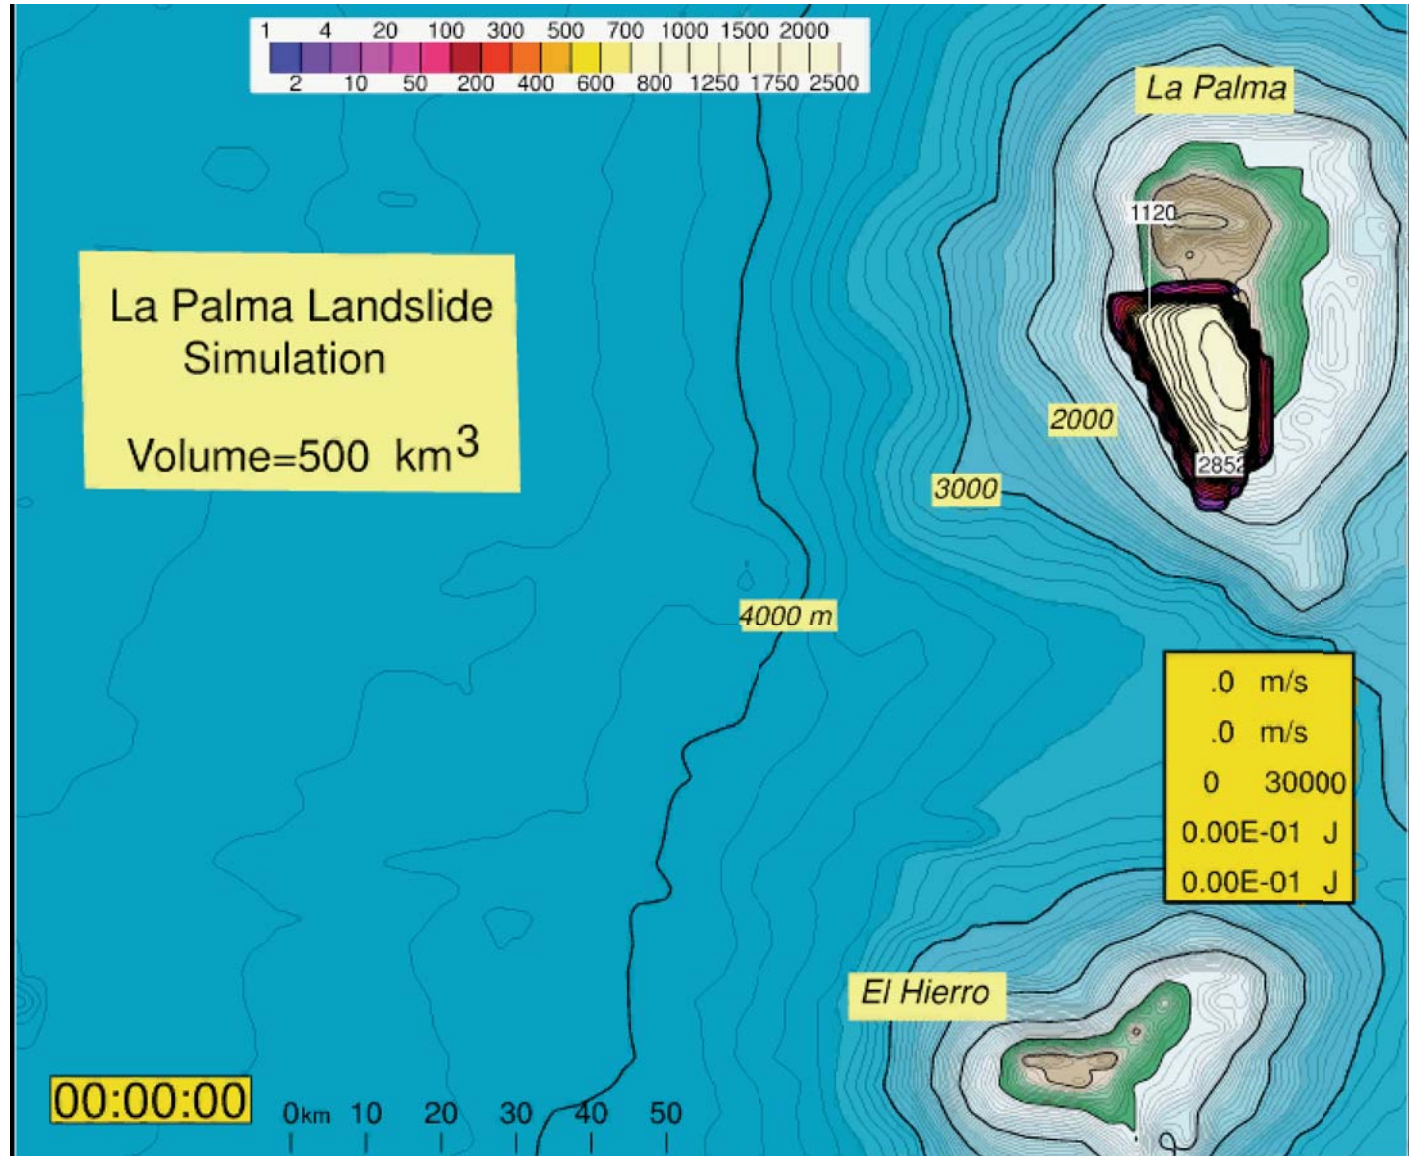 1 4 20 100 300 500 700 1000 1500 2000
2 10 50 200 400 600 800 1250 1750 2500
La Palma
1120
La Palma Landslide
Simulation
Volume=500 km³
2000
2852
3000
4000 m
.0 m/s
.0 m/s
0 30000
0.00E-01 J
0.00E-01 J
El Hierro
00:00:00
0km 10 20 30 40 50